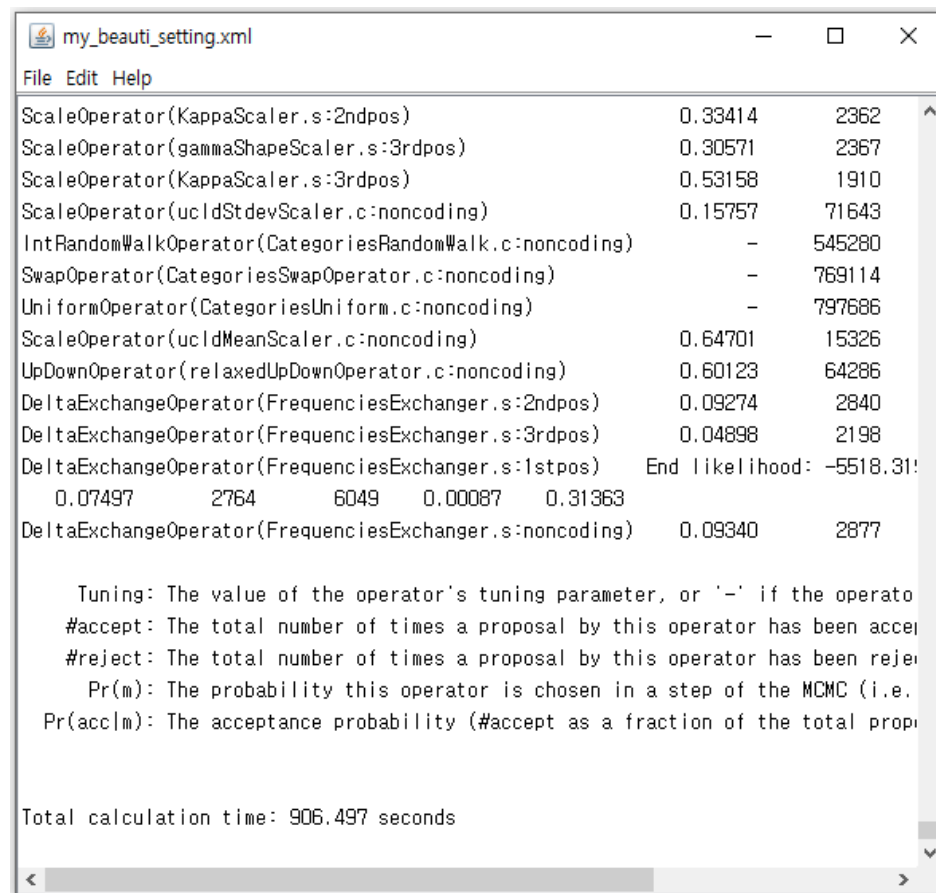 my_beauti_setting.xml
File Edit Help
ScaleOperator(KappaScaler.s:2ndpos) 0.33414 2362
ScaleOperator(gammaShapeScaler.s:3rdpos) 0.30571 2367
ScaleOperator(KappaScaler.s:3rdpos) 0.53158 1910
ScaleOperator(ucldStdevScaler.c:noncoding) 0.15757 71643
IntRandomWalkOperator(CategoriesRandomWalk.c:noncoding) - 545280
SwapOperator(CategoriesSwapOperator.c:noncoding) - 769114
UniformOperator(CategoriesUniform.c:noncoding) - 797686
ScaleOperator(ucldMeanScaler.c:noncoding) 0.64701 15326
UpDownOperator(relaxedUpDownOperator.c:noncoding) 0.60123 64286
DeltaExchangeOperator(FrequenciesExchanger.s:2ndpos) 0.09274 2840
DeltaExchangeOperator(FrequenciesExchanger.s:3rdpos) 0.04898 2198
DeltaExchangeOperator(FrequenciesExchanger.s:1stpos) End likelihood: -5518.31
0.07497 2764 6049 0.00087 0.31363
DeltaExchangeOperator(FrequenciesExchanger.s:noncoding) 0.09340 2877
Tuning: The value of the operator's tuning parameter, or '-' if the operato
#accept: The total number of times a proposal by this operator has been acce
#reject: The total number of times a proposal by this operator has been reje
Pr(m): The probability this operator is chosen in a step of the MCMC (i.e.
Pr(acc|m): The acceptance probability (#accept as a fraction of the total prop
Total calculation time: 906.497 seconds